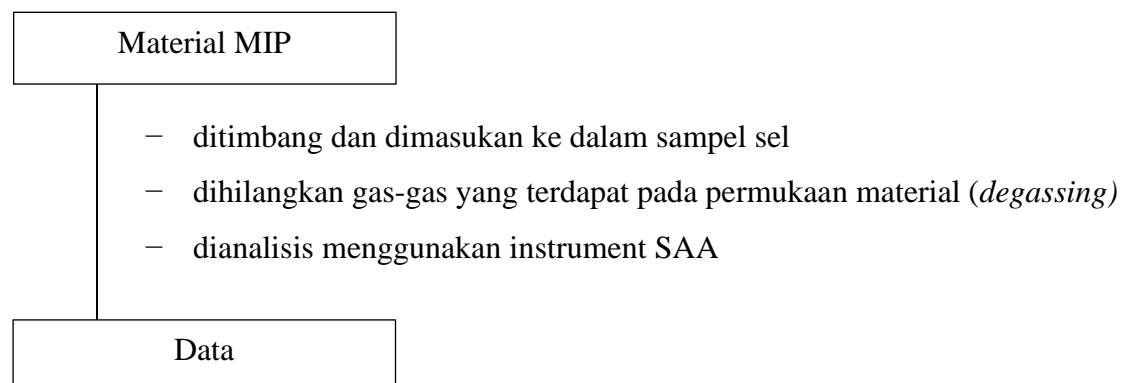 Material MIP
− ditimbang dan dimasukan ke dalam sampel sel
− dihilangkan gas-gas yang terdapat pada permukaan material (degassing)
− dianalisis menggunakan instrument SAA
Data